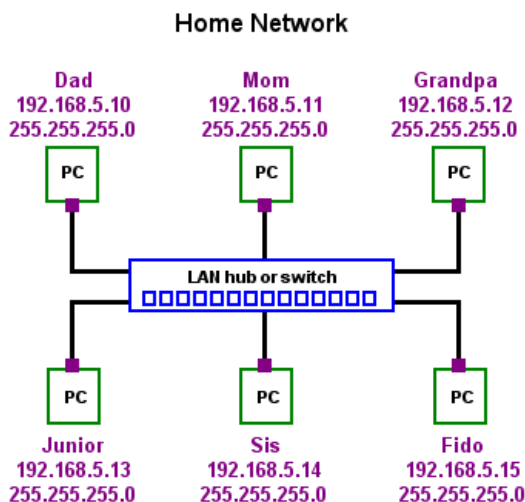 Home Network
Dad
192.168.5.10
255.255.255.0
PC
Mom
192.168.5.11
255.255.255.0
PC
Grandpa
192.168.5.12
255.255.255.0
PC
LAN hub or switch
PC
Junior
192.168.5.13
255.255.255.0
PC
Sis
192.168.5.14
255.255.255.0
PC
Fido
192.168.5.15
255.255.255.0